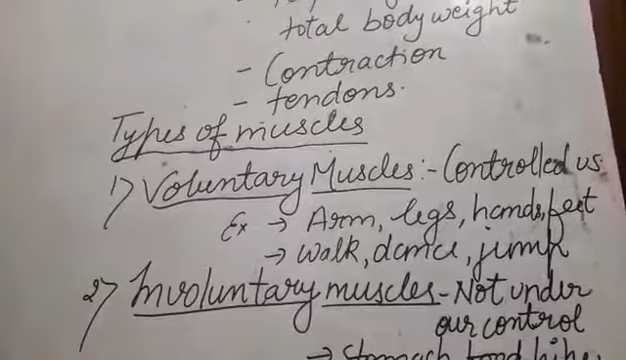 total body weight
- Contraction
- tendons.
Types of muscles
1) Voluntary Muscles :- Controlled us
Ex → Arm, legs, hands, feet
→ Walk, dance, jump
2) Involuntary muscles - Not under
our control
→ Stomach